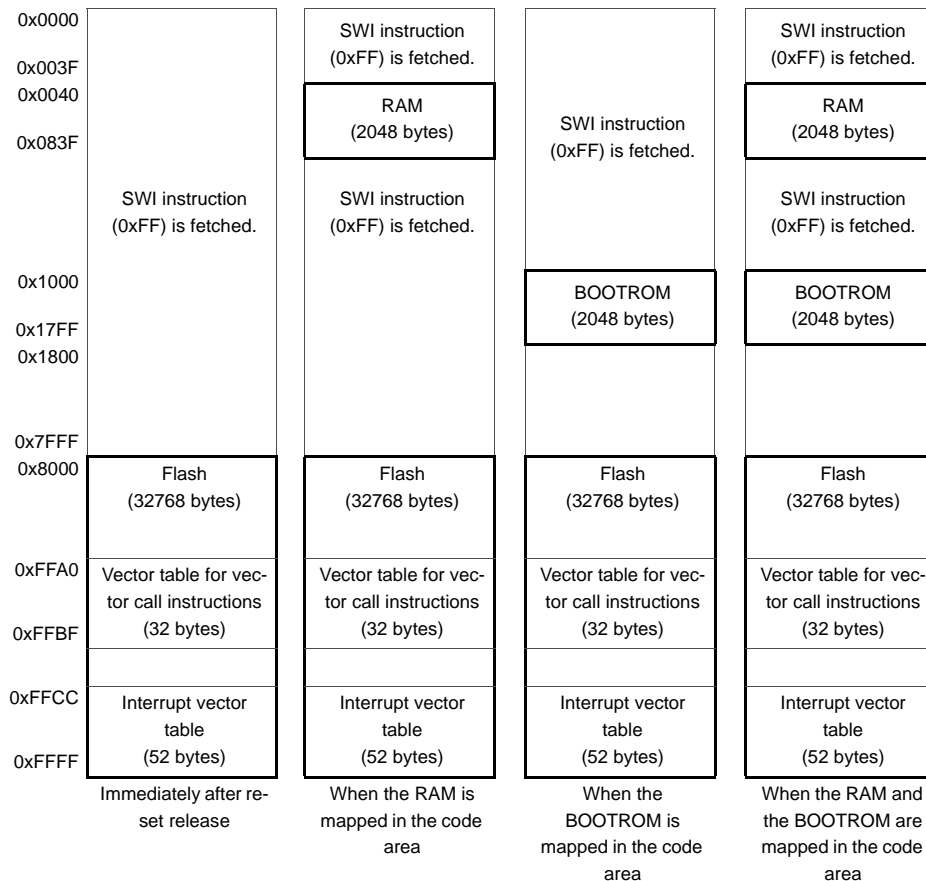 0x0000
0x003F
0x0040
0x083F
0x1000
0x17FF
0x1800
0x7FFF
0x8000
0xFFA0
0xFFBF
0xFFCC
0xFFFF
SWI instruction
(0xFF) is fetched.
Flash
(32768 bytes)
Vector table for vec-
tor call instructions
(32 bytes)
Interrupt vector
table
(52 bytes)
Immediately after re-
set release
SWI instruction
(0xFF) is fetched.
RAM
(2048 bytes)
SWI instruction
(0xFF) is fetched.
Flash
(32768 bytes)
Vector table for vec-
tor call instructions
(32 bytes)
Interrupt vector
table
(52 bytes)
When the RAM is
mapped in the code
area
SWI instruction
(0xFF) is fetched.
BOOTROM
(2048 bytes)
Flash
(32768 bytes)
Vector table for vec-
tor call instructions
(32 bytes)
Interrupt vector
table
(52 bytes)
When the
BOOTROM is
mapped in the code
area
SWI instruction
(0xFF) is fetched.
RAM
(2048 bytes)
SWI instruction
(0xFF) is fetched.
BOOTROM
(2048 bytes)
Flash
(32768 bytes)
Vector table for vec-
tor call instructions
(32 bytes)
Interrupt vector
table
(52 bytes)
When the RAM and
the BOOTROM are
mapped in the code
area